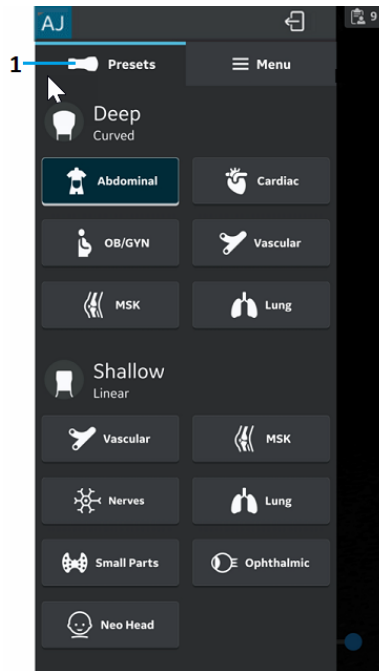 AJ
9
1
Presets
Menu
Deep
Curved
Abdominal
Cardiac
OB/GYN
Vascular
MSK
Lung
Shallow
Linear
Vascular
MSK
Nerves
Lung
Small Parts
Ophthalmic
Neo Head